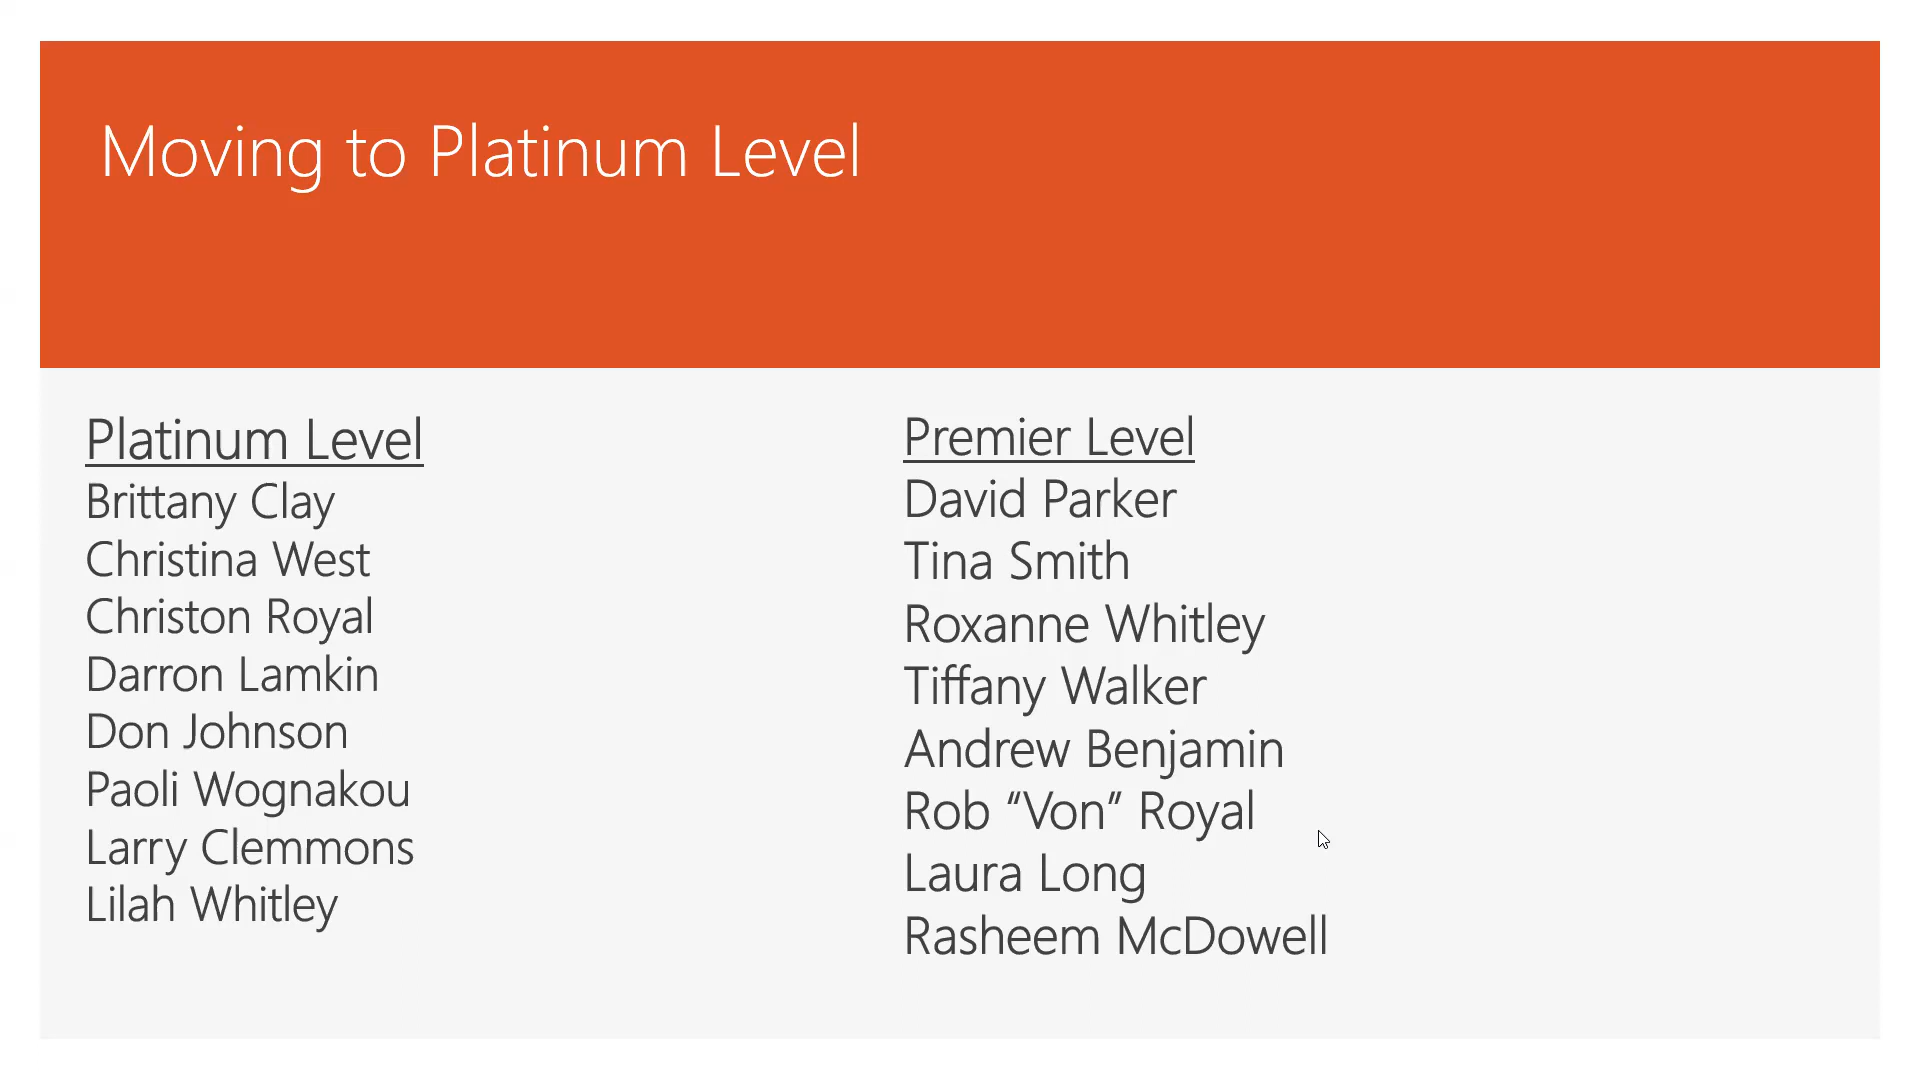 Moving to Platinum Level
Platinum Level
Brittany Clay
Christina West
Christon Royal
Darron Lamkin
Don Johnson
Paoli Wognakou
Larry Clemmons
Lilah Whitley
Premier Level
David Parker
Tina Smith
Roxanne Whitley
Tiffany Walker
Andrew Benjamin
Rob “Von” Royal
Laura Long
Rasheem McDowell